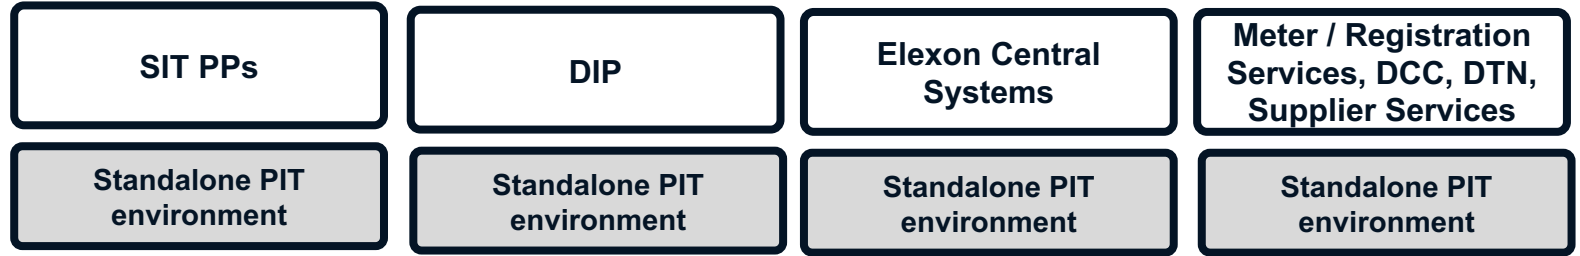 SIT PPs
DIP
Elexon Central
Systems
Meter / Registration
Services, DCC, DTN,
Supplier Services
Standalone PIT
environment
Standalone PIT
environment
Standalone PIT
environment
Standalone PIT
environment